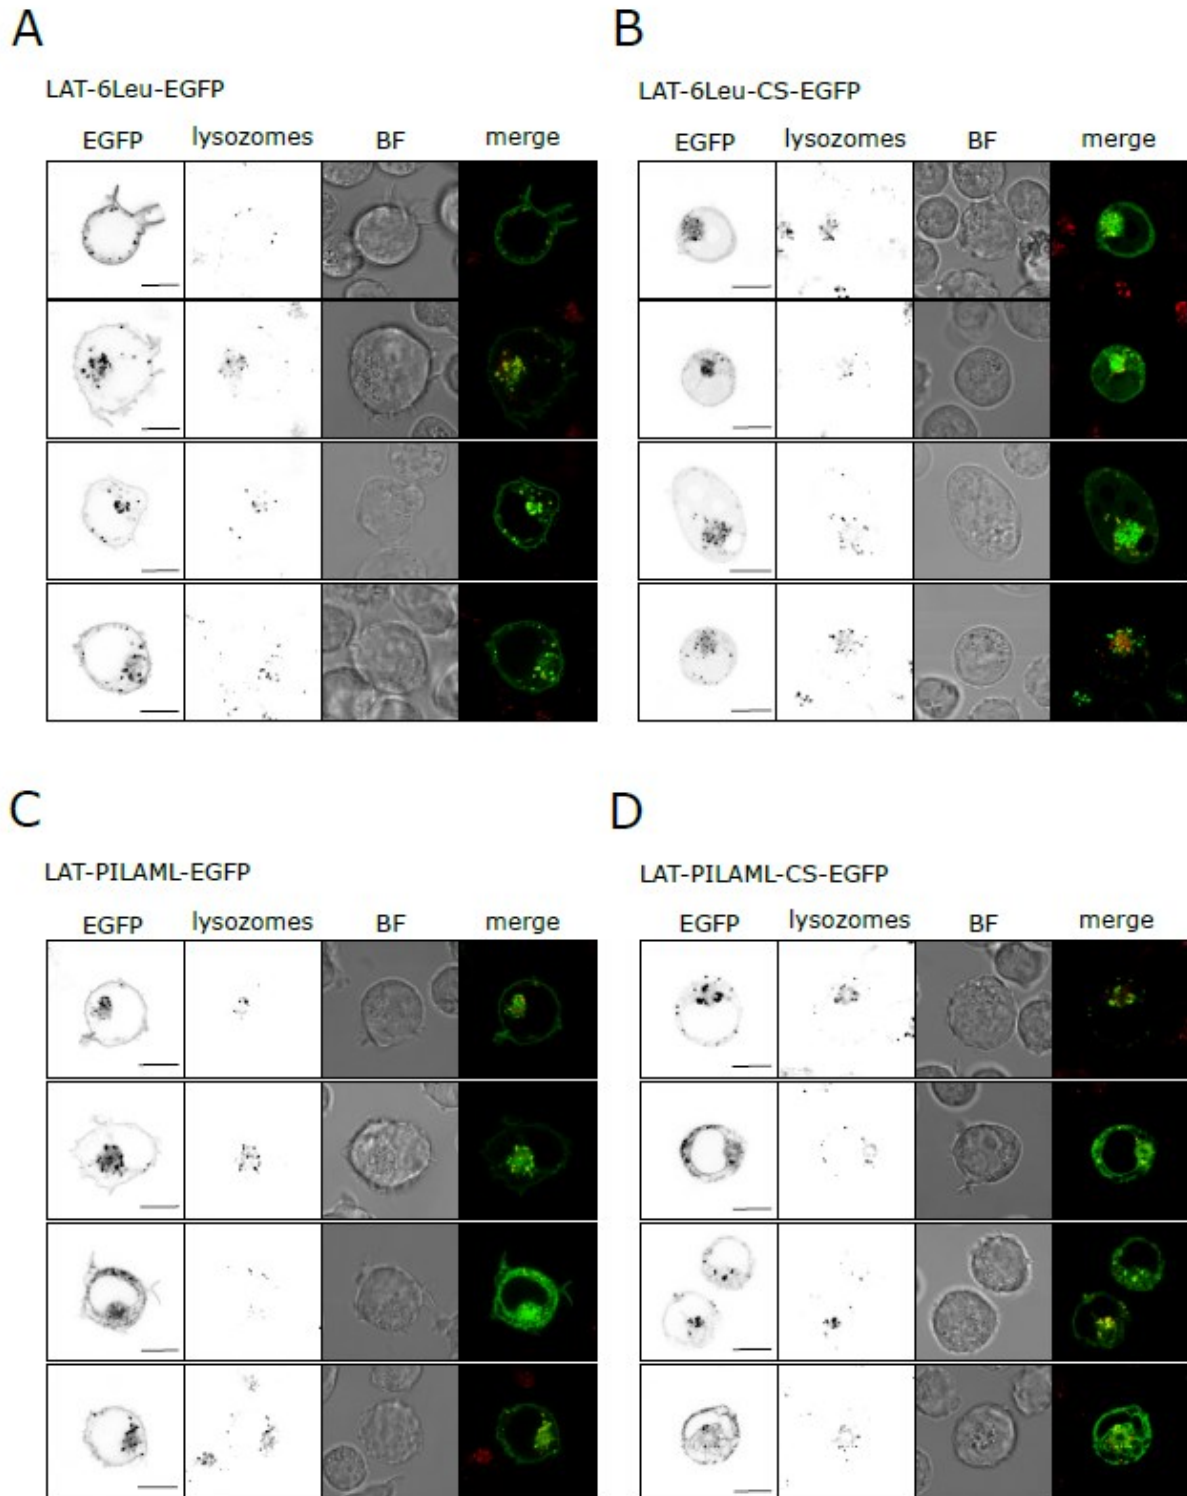 A
LAT-6Leu-EGFP
EGFP lysozomes BF merge
B
LAT-6Leu-CS-EGFP
EGFP lysozomes BF merge
C
LAT-PILAML-EGFP
EGFP lysozomes BF merge
D
LAT-PILAML-CS-EGFP
EGFP lysozomes BF merge